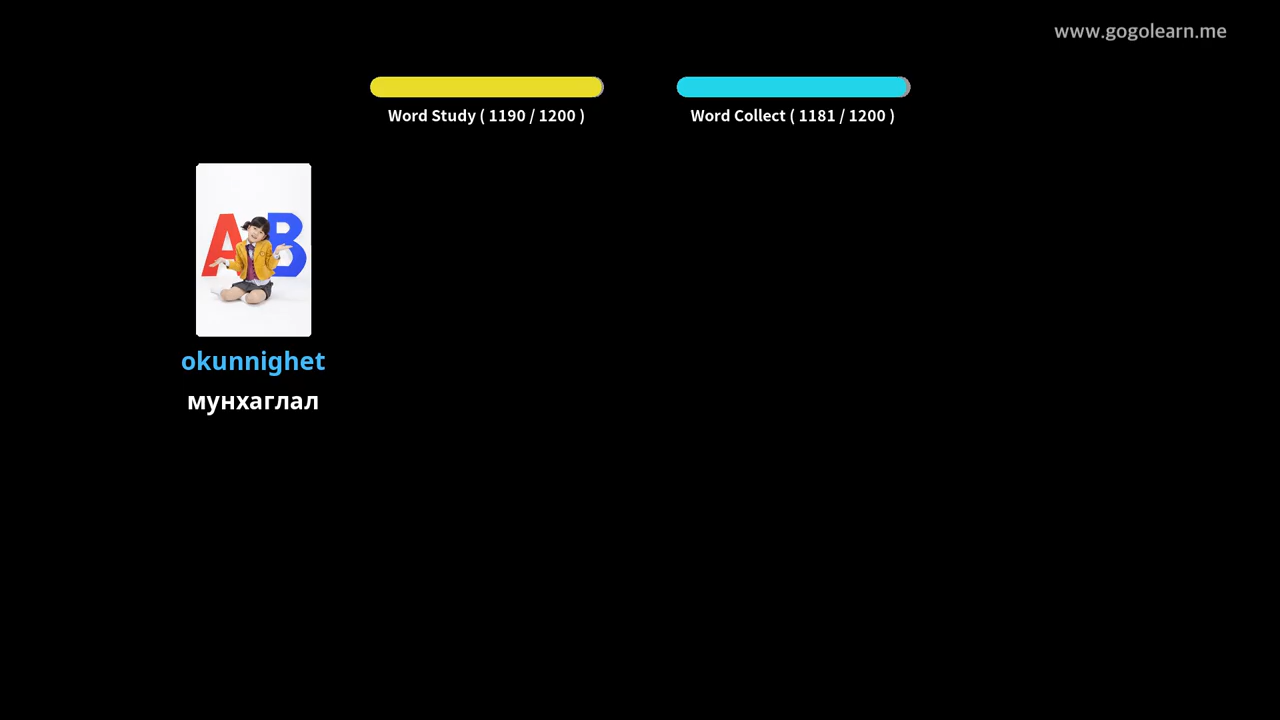 www.gogolearn.me
Word Study ( 1190 / 1200 )
Word Collect ( 1181 / 1200 )
A B
okunnighet
мунхаглал